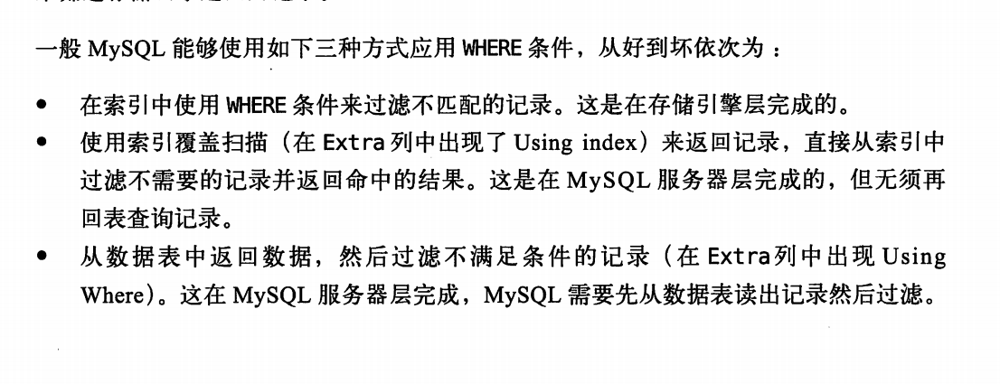 一般 MySQL 能够使用如下三种方式应用 WHERE 条件，从好到坏依次为：
• 在索引中使用 WHERE 条件来过滤不匹配的记录。这是在存储引擎层完成的。
• 使用索引覆盖扫描（在 Extra 列中出现了 Using index）来返回记录，直接从索引中
过滤不需要的记录并返回命中的结果。这是在 MySQL 服务器层完成的，但无须再
回表查询记录。
• 从数据表中返回数据，然后过滤不满足条件的记录（在 Extra 列中出现 Using
Where）。这在 MySQL 服务器层完成，MySQL 需要先从数据表读出记录然后过滤。